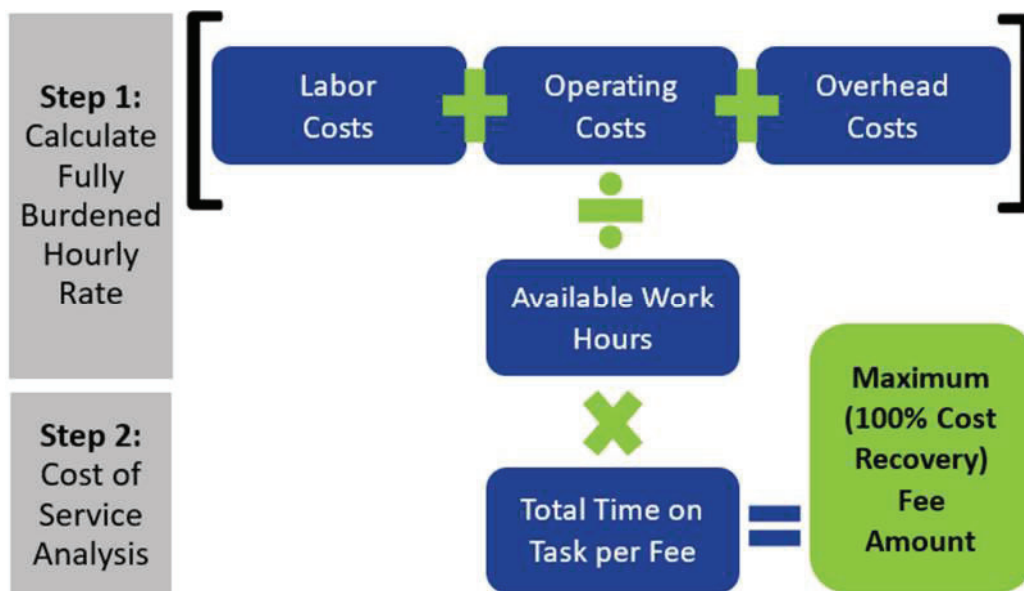 Step 1:
Calculate
Fully
Burdened
Hourly
Rate
Labor
Costs
Operating
Costs
Overhead
Costs
Available Work
Hours
Step 2:
Cost of
Service
Analysis
Total Time on
Task per Fee
Maximum
(100% Cost
Recovery)
Fee
Amount